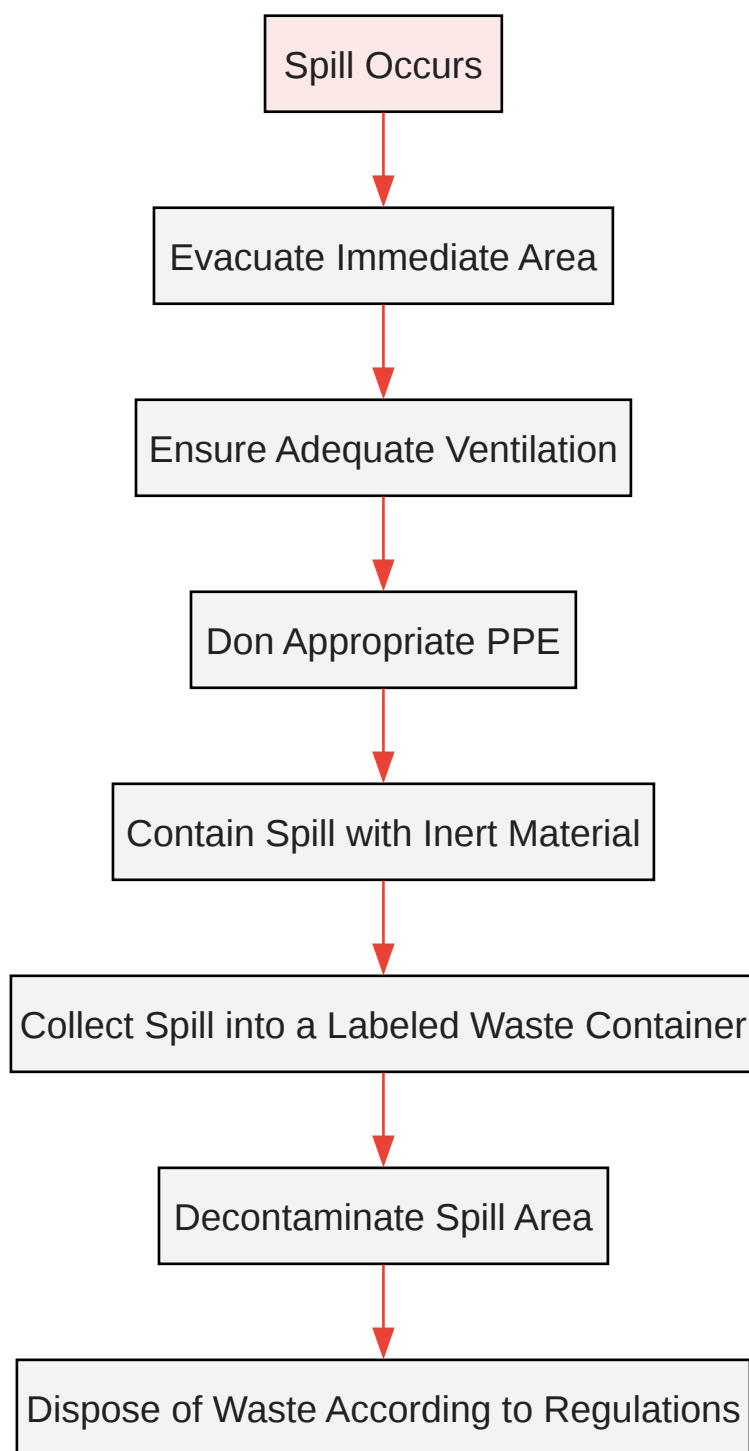 Spill Occurs
Evacuate Immediate Area
Ensure Adequate Ventilation
Don Appropriate PPE
Contain Spill with Inert Material
Collect Spill into a Labeled Waste Container
Decontaminate Spill Area
Dispose of Waste According to Regulations